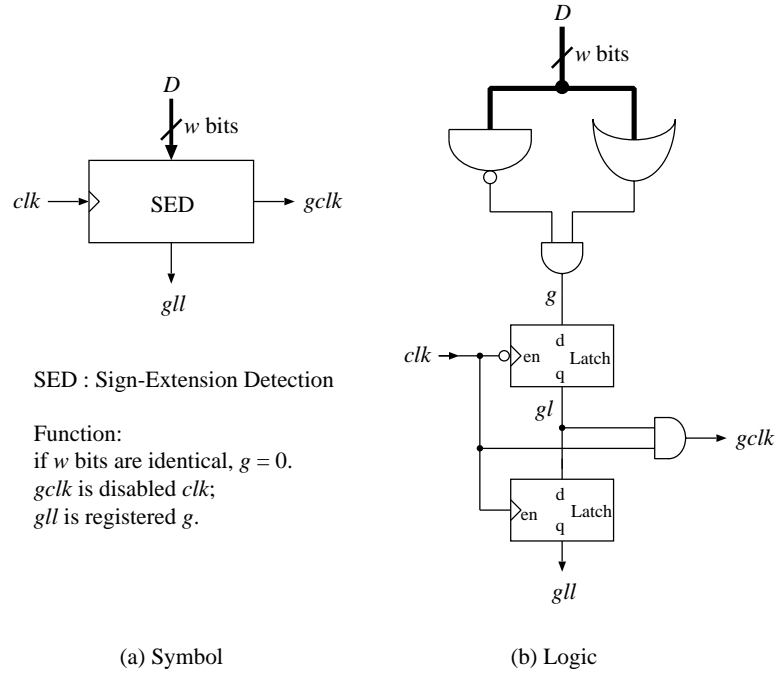 D
w bits
clk
SED
gclk
gll
SED : Sign-Extension Detection
Function:
if w bits are identical, g = 0.
gclk is disabled clk;
gll is registered g.
(a) Symbol
D
w bits
g
clk
en
d
Latch
q
gl
gclk
en
d
Latch
q
gll
(b) Logic